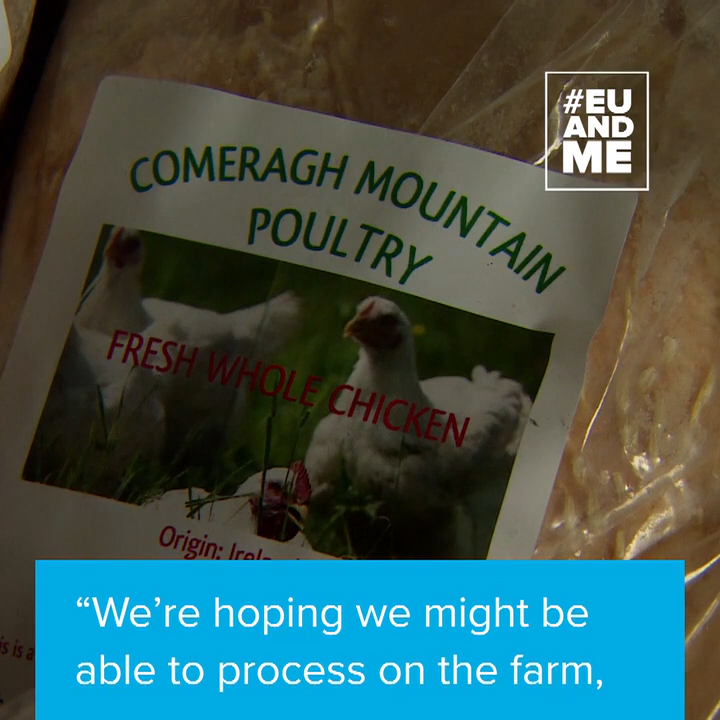 #EU
AND
ME
COMERAGH MOUNTAIN
POULTRY
FRESH WHOLE CHICKEN
Origin:
“We’re hoping we might be
able to process on the farm,